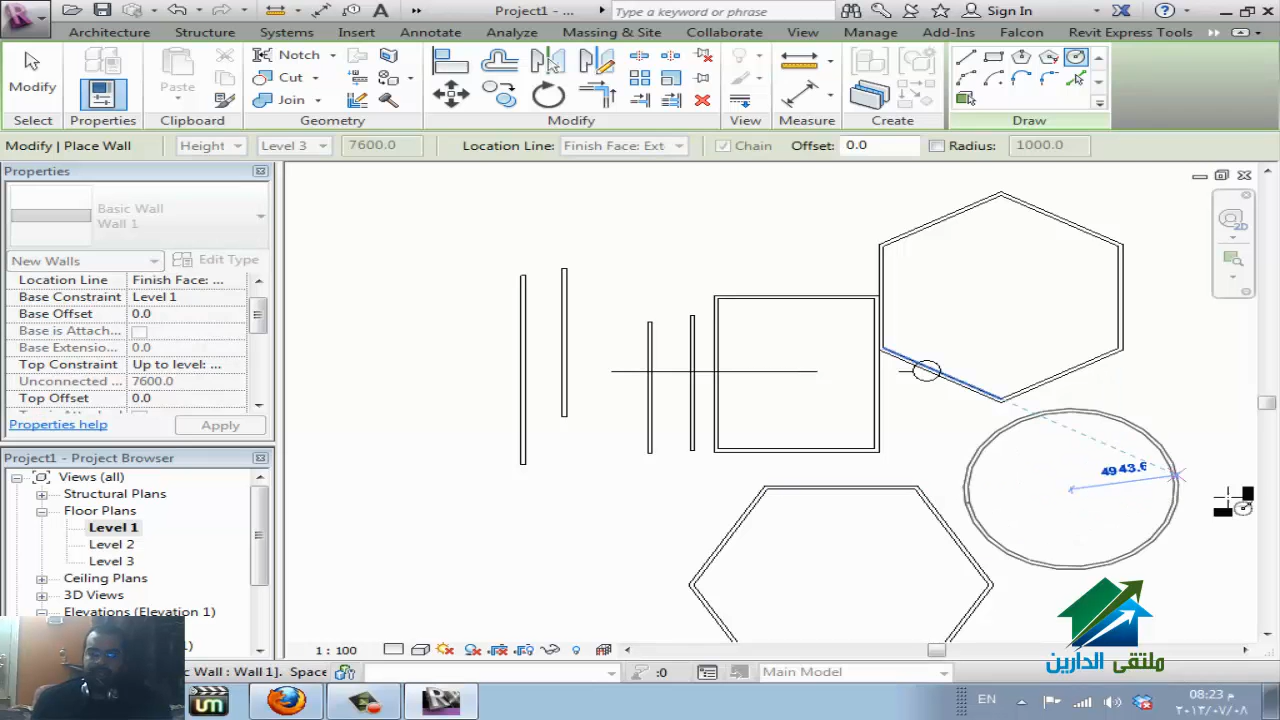 Project1 - ...
Type a keyword or phrase
Sign In
Architecture Structure Systems Insert Annotate Analyze Massing & Site Collaborate View Manage Add-Ins Falcon Revit Express Tools
Modify
Paste
Notch
Cut
Join
Select Properties Clipboard Geometry Modify View Measure Create Draw
Modify | Place Wall Height Level 3 7600.0 Location Line: Finish Face: Ext Chain Offset: 0.0 Radius: 1000.0
Properties
Basic Wall
Wall 1
New Walls Edit Type
Location Line Finish Face: ...
Base Constraint Level 1
Base Offset 0.0
Base is Attach...
Base Extensio... 0.0
Top Constraint Up to level: ...
Unconnected ... 7600.0
Top Offset 0.0
Properties help Apply
Project1 - Project Browser
Views (all)
Structural Plans
Floor Plans
Level 1
Level 2
Level 3
Ceiling Plans
3D Views
Elevations (Elevation 1)
2D
4943.6
1 : 100
Wall : Wall 1]. Space
:0
Main Model
ملتقى الدارين
um
R
EN
08:23 م
٢٠١٣/٠٧/٠٨